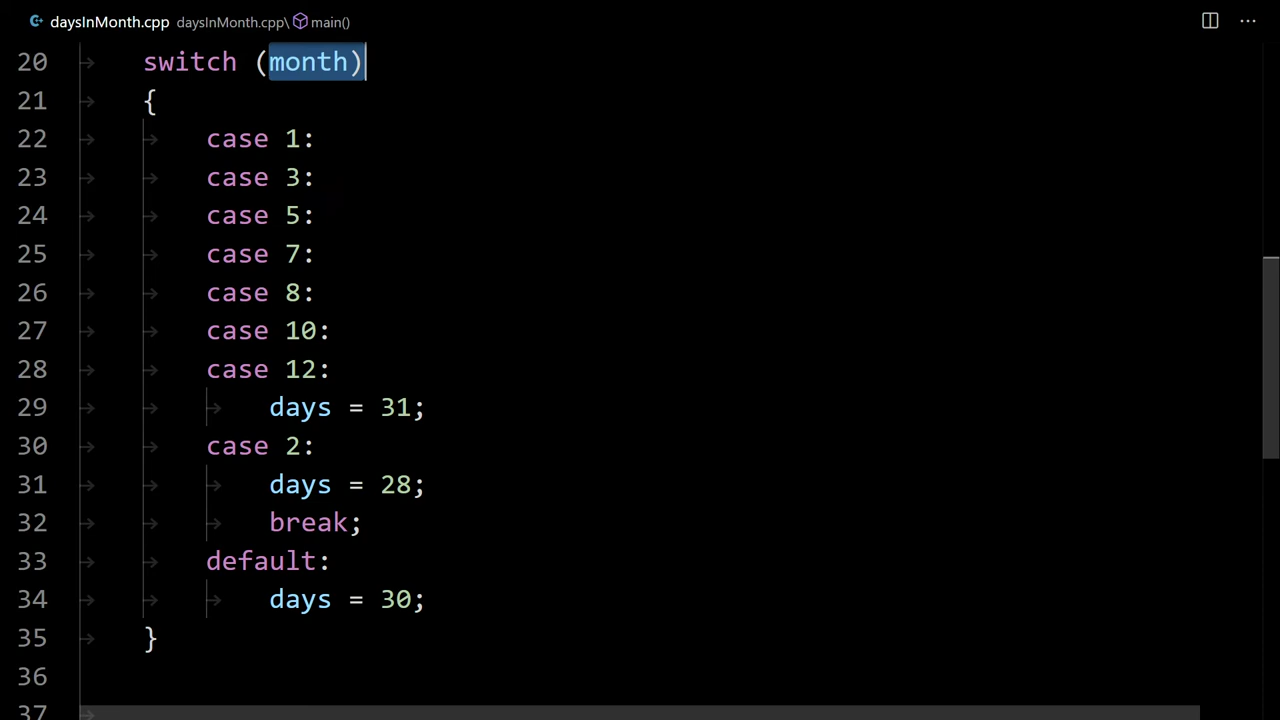 daysInMonth.cpp daysInMonth.cpp\ main()
20 switch (month)
21 {
22 case 1:
23 case 3:
24 case 5:
25 case 7:
26 case 8:
27 case 10:
28 case 12:
29 days = 31;
30 case 2:
31 days = 28;
32 break;
33 default:
34 days = 30;
35 }
36
37